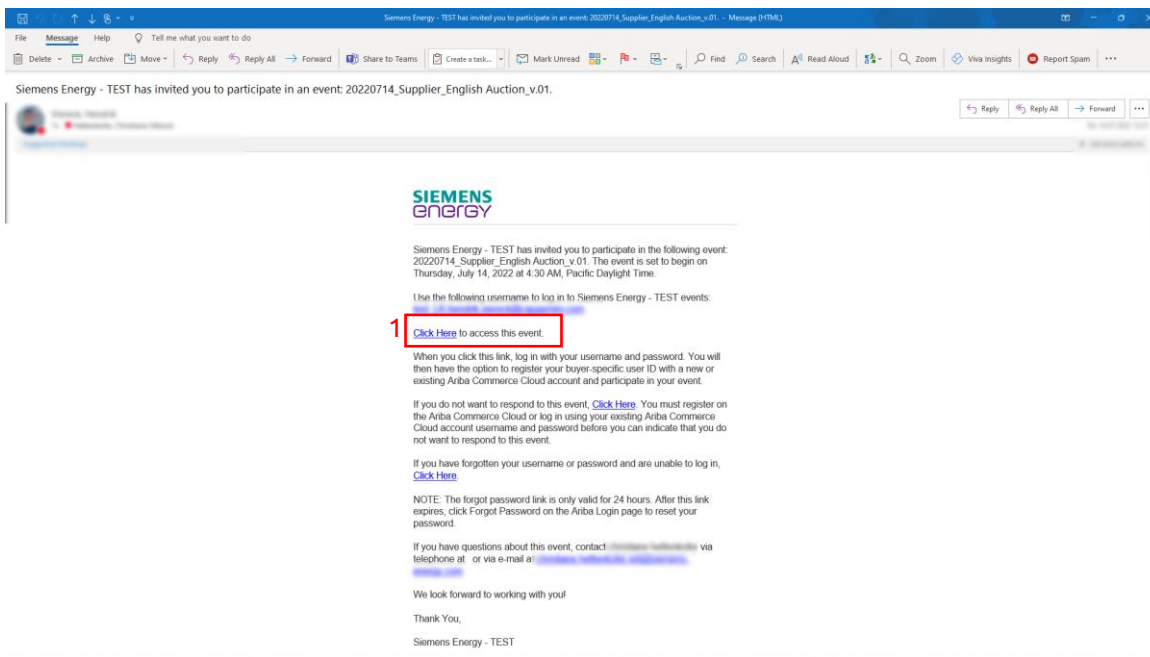 Siemens Energy - TEST has invited you to participate in an event: 20220714_Supplier_English Auction_v.01. - Message (HTML)
File Message Help Tell me what you want to do
Delete Archive Move Reply Reply All Forward Share to Teams Create a task... Mark Unread Find Search Read Aloud Zoom Viva Insights Report Spam
Siemens Energy - TEST has invited you to participate in an event: 20220714_Supplier_English Auction_v.01.
Reply Reply All Forward
SIEMENS
energy
Siemens Energy - TEST has invited you to participate in the following event:
20220714_Supplier_English Auction_v.01. The event is set to begin on
Thursday, July 14, 2022 at 4:30 AM, Pacific Daylight Time.
Use the following username to log in to Siemens Energy - TEST events:
1 Click Here to access this event.
When you click this link, log in with your username and password. You will
then have the option to register your buyer-specific user ID with a new or
existing Ariba Commerce Cloud account and participate in your event.
If you do not want to respond to this event, Click Here. You must register on
the Ariba Commerce Cloud or log in using your existing Ariba Commerce
Cloud account username and password before you can indicate that you do
not want to respond to this event.
If you have forgotten your username or password and are unable to log in,
Click Here.
NOTE: The forgot password link is only valid for 24 hours. After this link
expires, click Forgot Password on the Ariba Login page to reset your
password.
If you have questions about this event, contact via
telephone at or via e-mail at
We look forward to working with you!
Thank You,
Siemens Energy - TEST